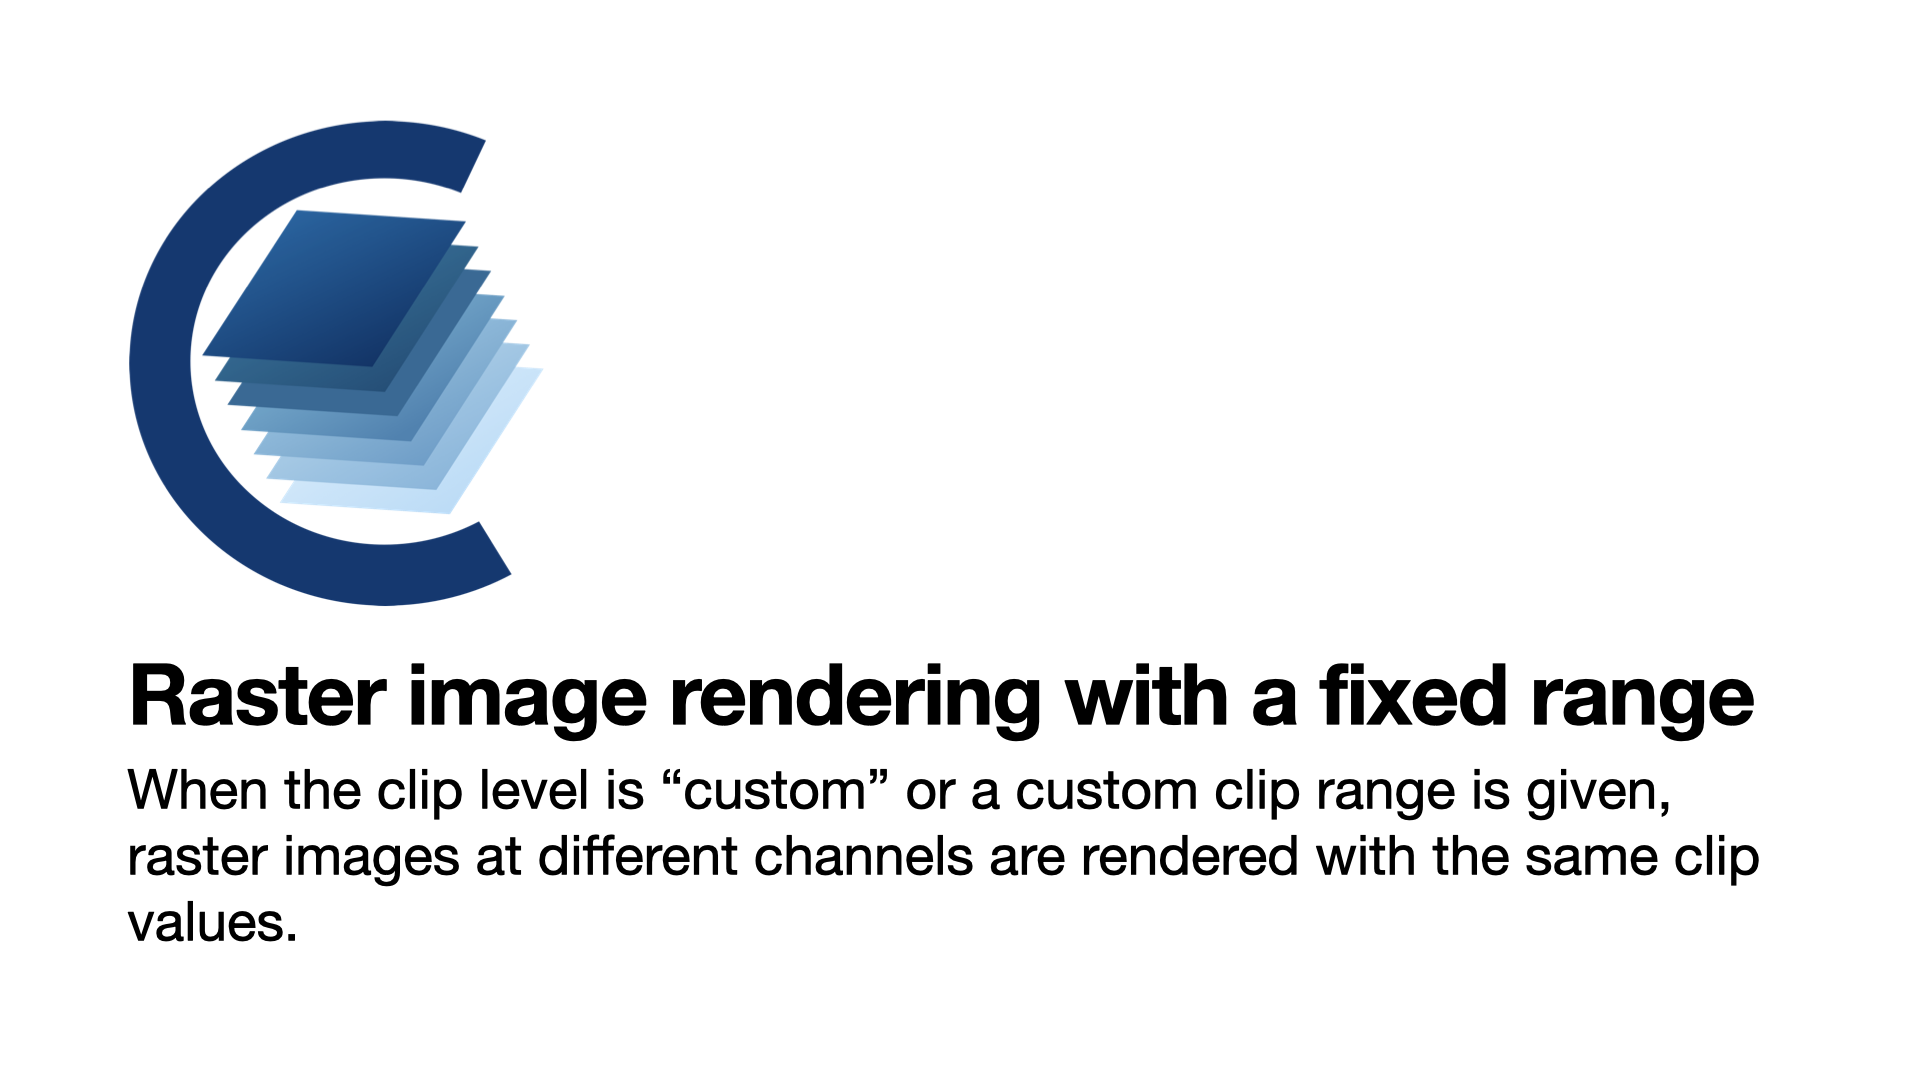 Raster image rendering with a fixed range
When the clip level is “custom” or a custom clip range is given,
raster images at different channels are rendered with the same clip
values.